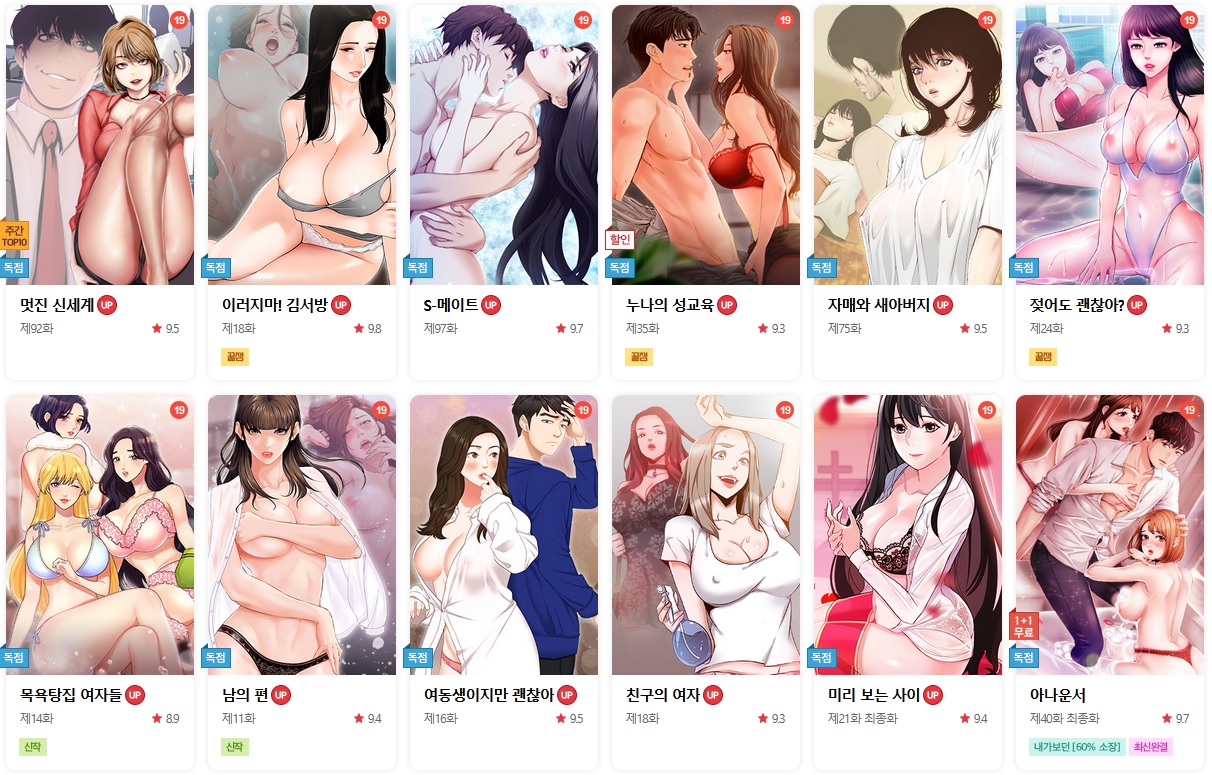 19
19
19
19
19
19
주간
TOP10
독점
독점
독점
할인
독점
독점
독점
멋진 신세계 UP
이러지마! 김서방 UP
S-메이트 UP
누나의 성교육 UP
자매와 새아버지 UP
젖어도 괜찮아? UP
제92화 ★ 9.5
제18화 ★ 9.8
제97화 ★ 9.7
제35화 ★ 9.3
제75화 ★ 9.5
제24화 ★ 9.3
꿀잼
꿀잼
꿀잼
19
19
19
19
19
19
독점
독점
독점
독점
1+1
무료
독점
목욕탕집 여자들 UP
남의 편 UP
여동생이지만 괜찮아 UP
친구의 여자 UP
미리 보는 사이 UP
아나운서
제14화 ★ 8.9
제11화 ★ 9.4
제16화 ★ 9.5
제18화 ★ 9.3
제21화 최종화 ★ 9.4
제40화 최종화 ★ 9.7
신작
신작
내가보던 [60% 소장] 최신완결